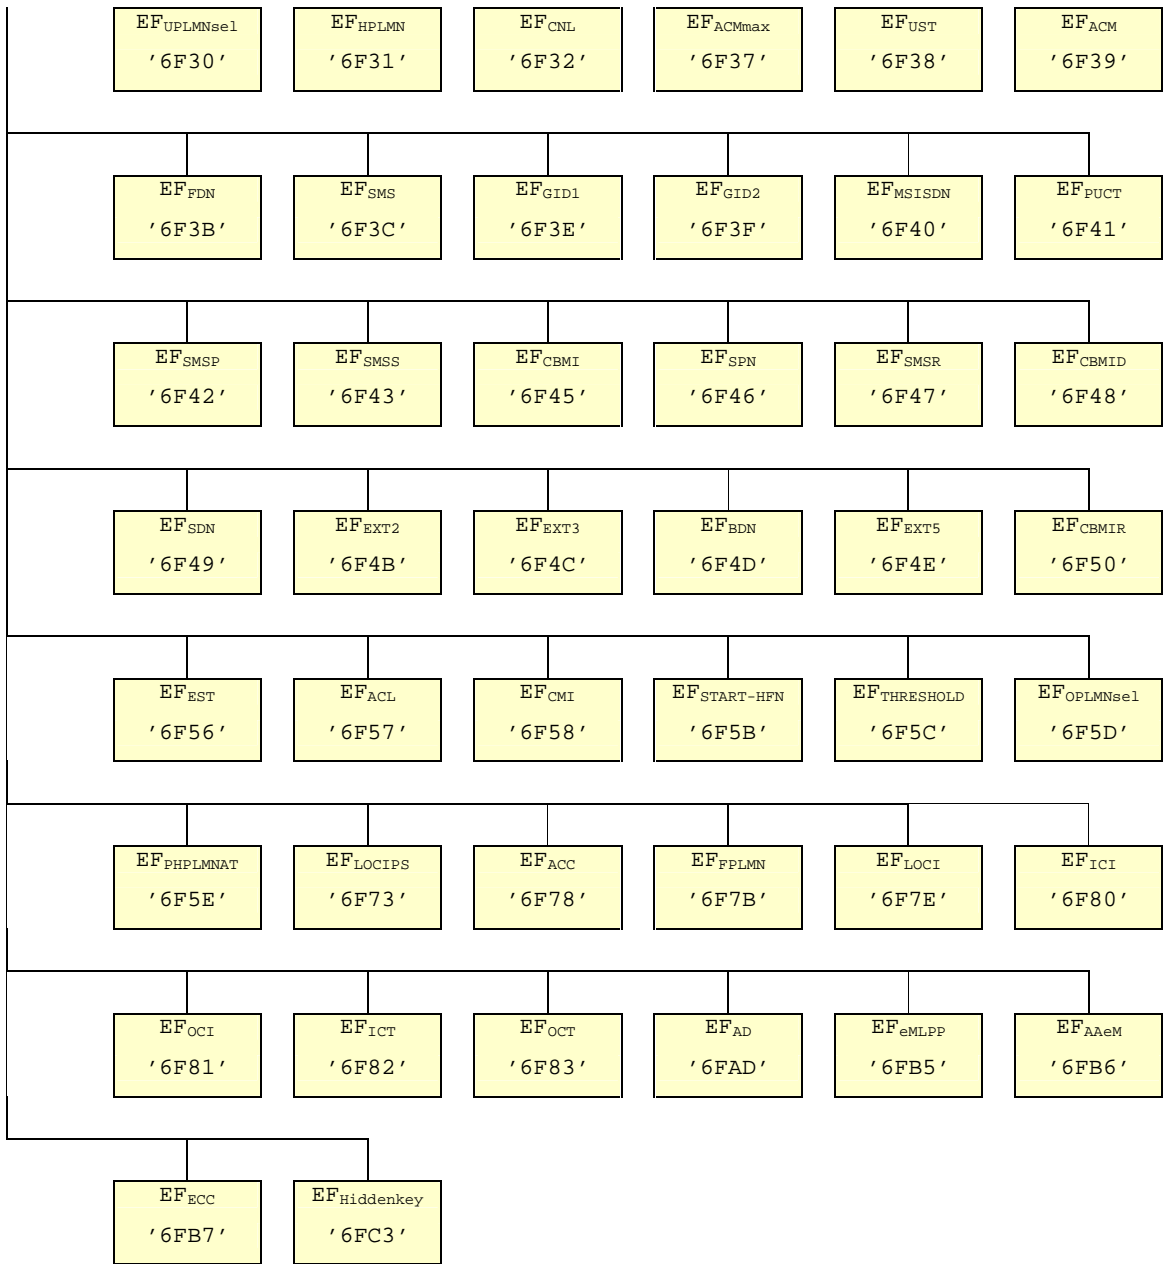 EFUPLMNsel EFHPLMN EFCNL EFACMmax EFUST EFACM
'6F30' '6F31' '6F32' '6F37' '6F38' '6F39'
EFFDN EFSMS EFGID1 EFGID2 EFMSISDN EFPUCT
'6F3B' '6F3C' '6F3E' '6F3F' '6F40' '6F41'
EFSMSP EFSMSS EFCBMI EFSPN EFSMSR EFCBMID
'6F42' '6F43' '6F45' '6F46' '6F47' '6F48'
EFSDN EFEXT2 EFEXT3 EFBDN EFEXT5 EFCBMIR
'6F49' '6F4B' '6F4C' '6F4D' '6F4E' '6F50'
EFEST EFACL EFCMI EFSTART-HFN EFTHRESHOLD EFOPLMNsel
'6F56' '6F57' '6F58' '6F5B' '6F5C' '6F5D'
EFPHPLMNAT EFLOCIPS EFACC EFFPLMN EFLOCI EFICI
'6F5E' '6F73' '6F78' '6F7B' '6F7E' '6F80'
EFOCI EFICT EFOCT EFAD EFeMLPP EFAAeM
'6F81' '6F82' '6F83' '6FAD' '6FB5' '6FB6'
EFECC EFHiddenkey
'6FB7' '6FC3'